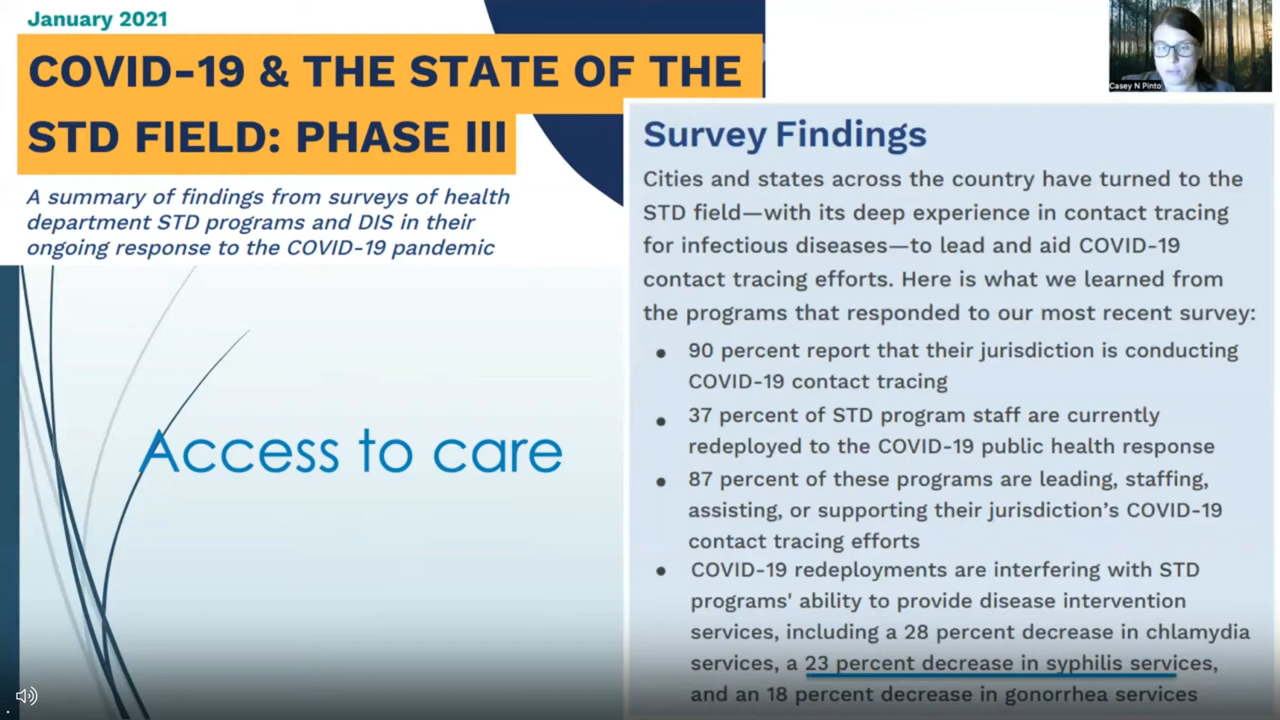 January 2021
COVID-19 & THE STATE OF THE
STD FIELD: PHASE III
A summary of findings from surveys of health
department STD programs and DIS in their
ongoing response to the COVID-19 pandemic
Access to care
Casey N Pinto
Survey Findings
Cities and states across the country have turned to the
STD field—with its deep experience in contact tracing
for infectious diseases—to lead and aid COVID-19
contact tracing efforts. Here is what we learned from
the programs that responded to our most recent survey:
• 90 percent report that their jurisdiction is conducting
COVID-19 contact tracing
• 37 percent of STD program staff are currently
redeployed to the COVID-19 public health response
• 87 percent of these programs are leading, staffing,
assisting, or supporting their jurisdiction's COVID-19
contact tracing efforts
• COVID-19 redeployments are interfering with STD
programs' ability to provide disease intervention
services, including a 28 percent decrease in chlamydia
services, a 23 percent decrease in syphilis services,
and an 18 percent decrease in gonorrhea services